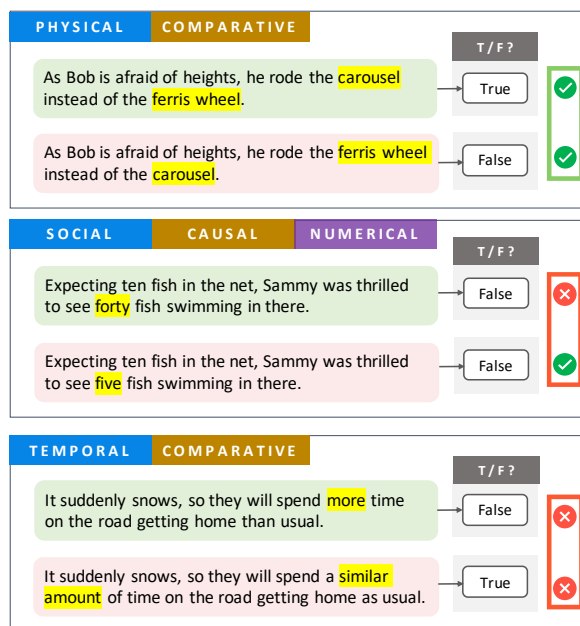 PHYSICAL COMPARATIVE
T/F?
As Bob is afraid of heights, he rode the carousel
instead of the ferris wheel.
True
As Bob is afraid of heights, he rode the ferris wheel
instead of the carousel.
False
SOCIAL CAUSAL NUMERICAL
T/F?
Expecting ten fish in the net, Sammy was thrilled
to see forty fish swimming in there.
False
Expecting ten fish in the net, Sammy was thrilled
to see five fish swimming in there.
False
TEMPORAL COMPARATIVE
T/F?
It suddenly snows, so they will spend more time
on the road getting home than usual.
False
It suddenly snows, so they will spend a similar
amount of time on the road getting home as usual.
True